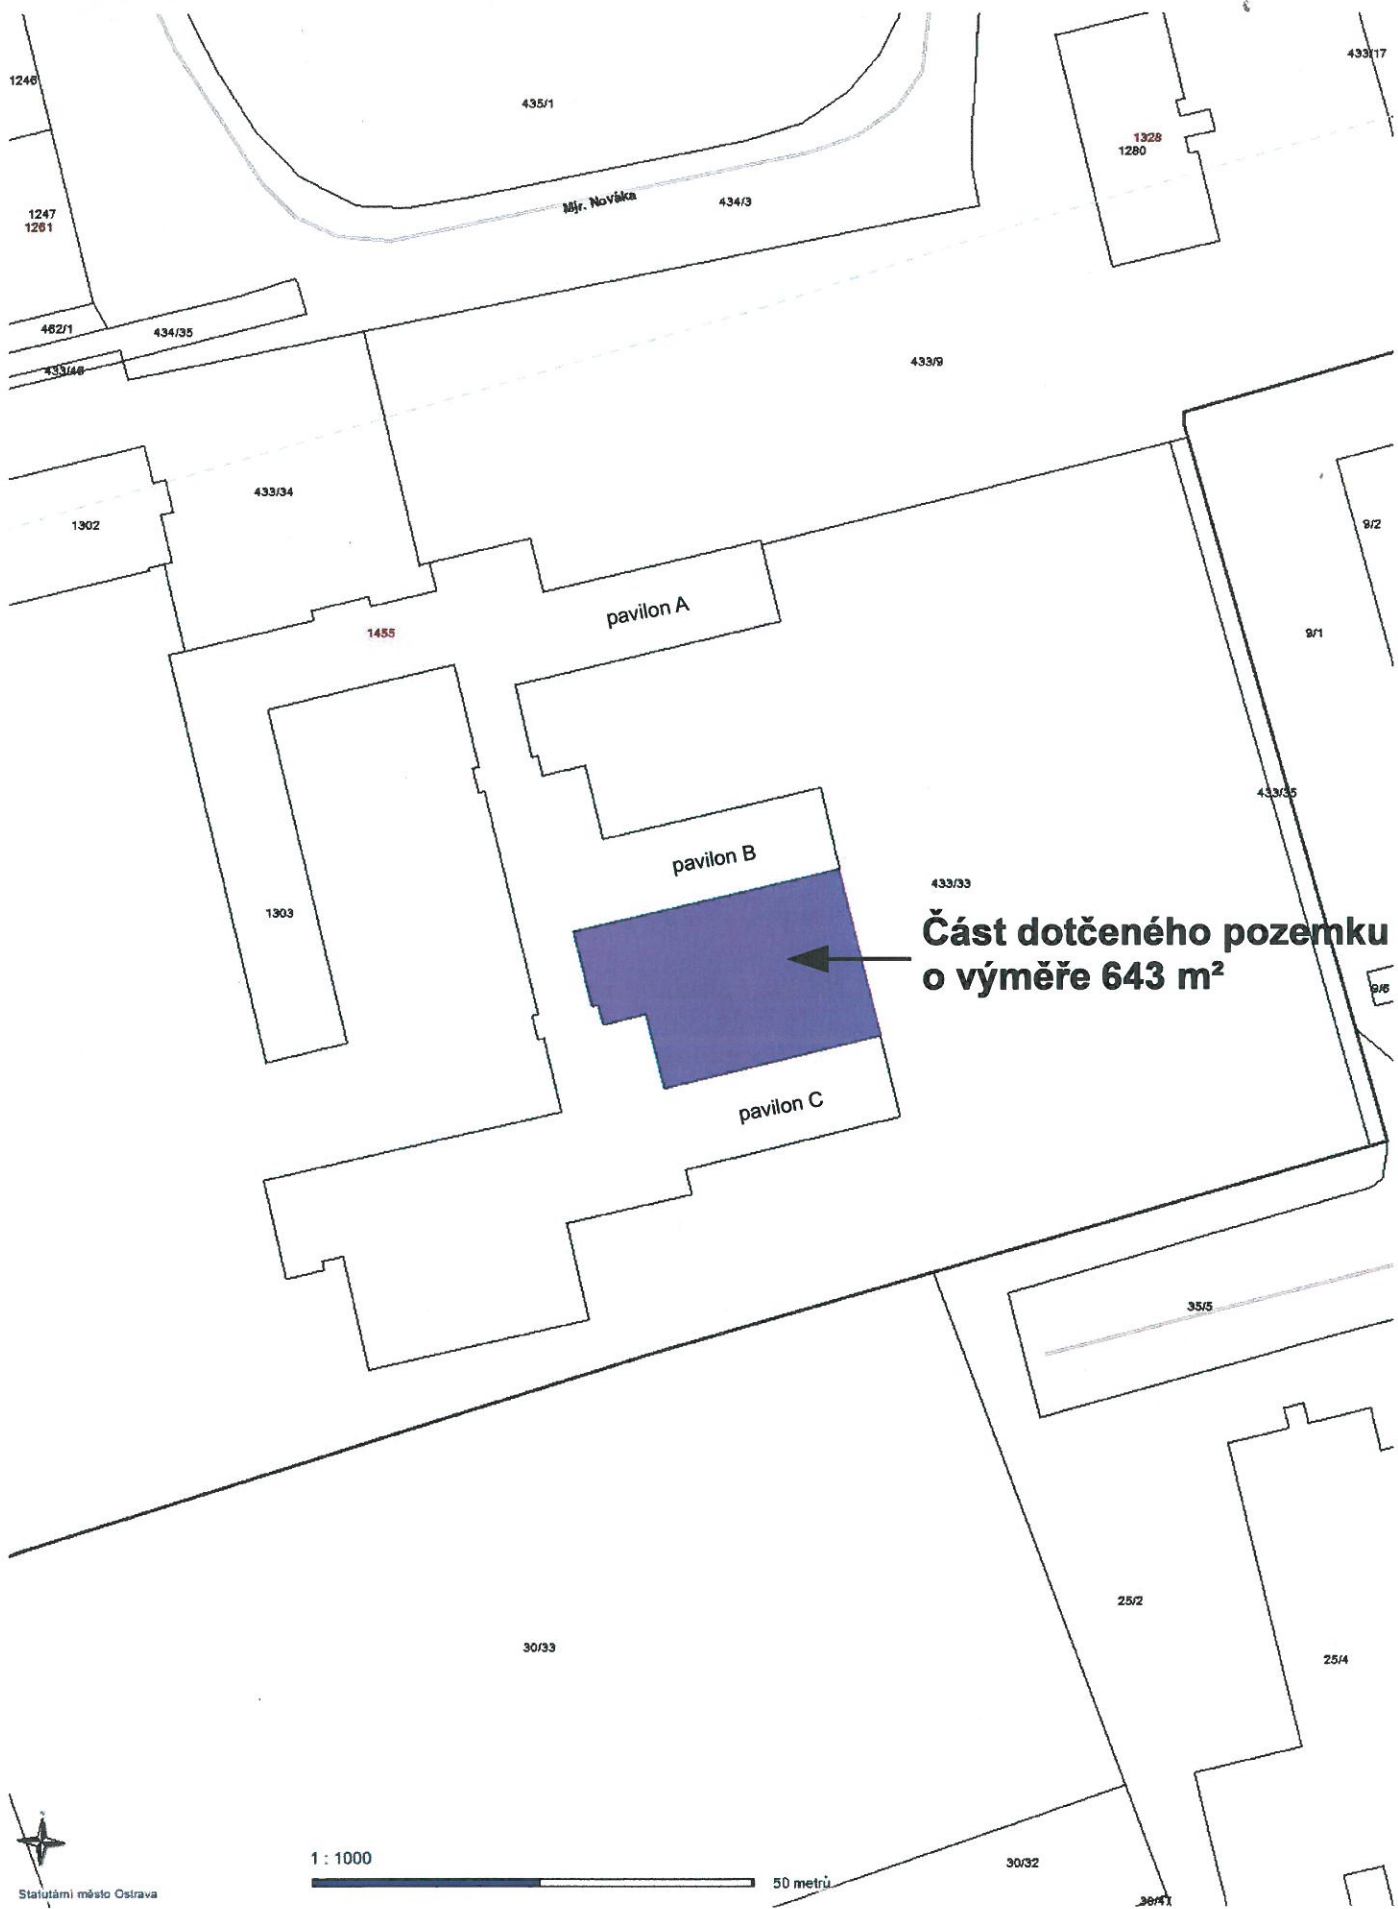 433/17
1246
435/1
1328
1280
Mjr. Nováka
434/3
1247
1261
462/1
434/35
433/9
433/46
433/34
1302
9/2
pavilon A
1455
9/1
433/35
pavilon B
433/33
1303
Část dotčeného pozemku
o výměře 643 m²
9/6
pavilon C
35/5
25/2
30/33
25/4
1 : 1000
30/32
50 metrů
Statutární město Ostrava